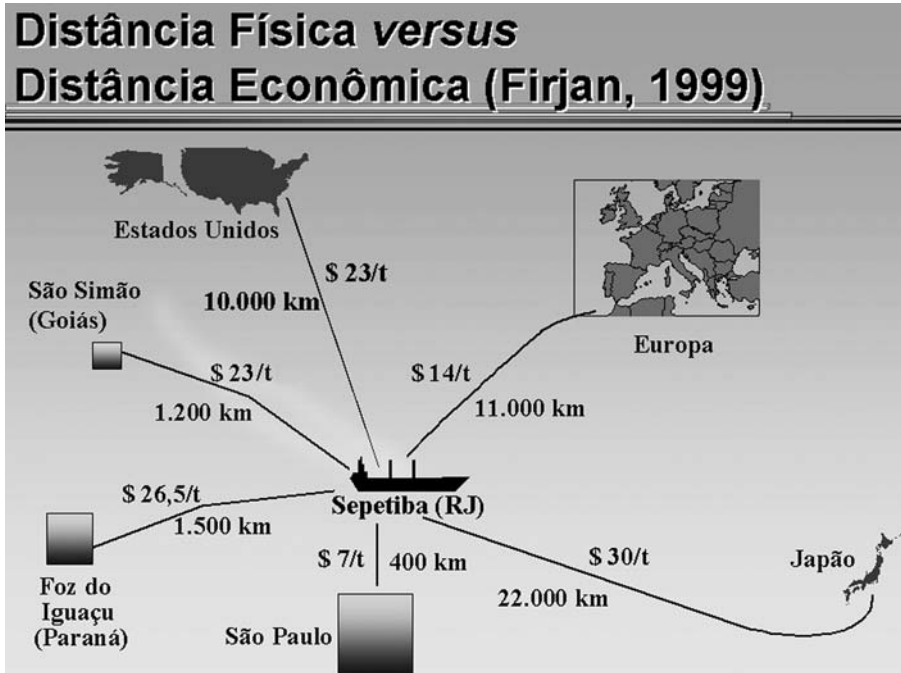 Distância Física versus
Distância Econômica (Firjan, 1999)
Estados Unidos
$ 23/t
10.000 km
São Simão
(Goiás)
$ 23/t
1.200 km
Europa
$ 14/t
11.000 km
$ 26,5/t
1.500 km
Sepetiba (RJ)
Foz do
Iguaçu
(Paraná)
$ 7/t
400 km
São Paulo
$ 30/t
22.000 km
Japão